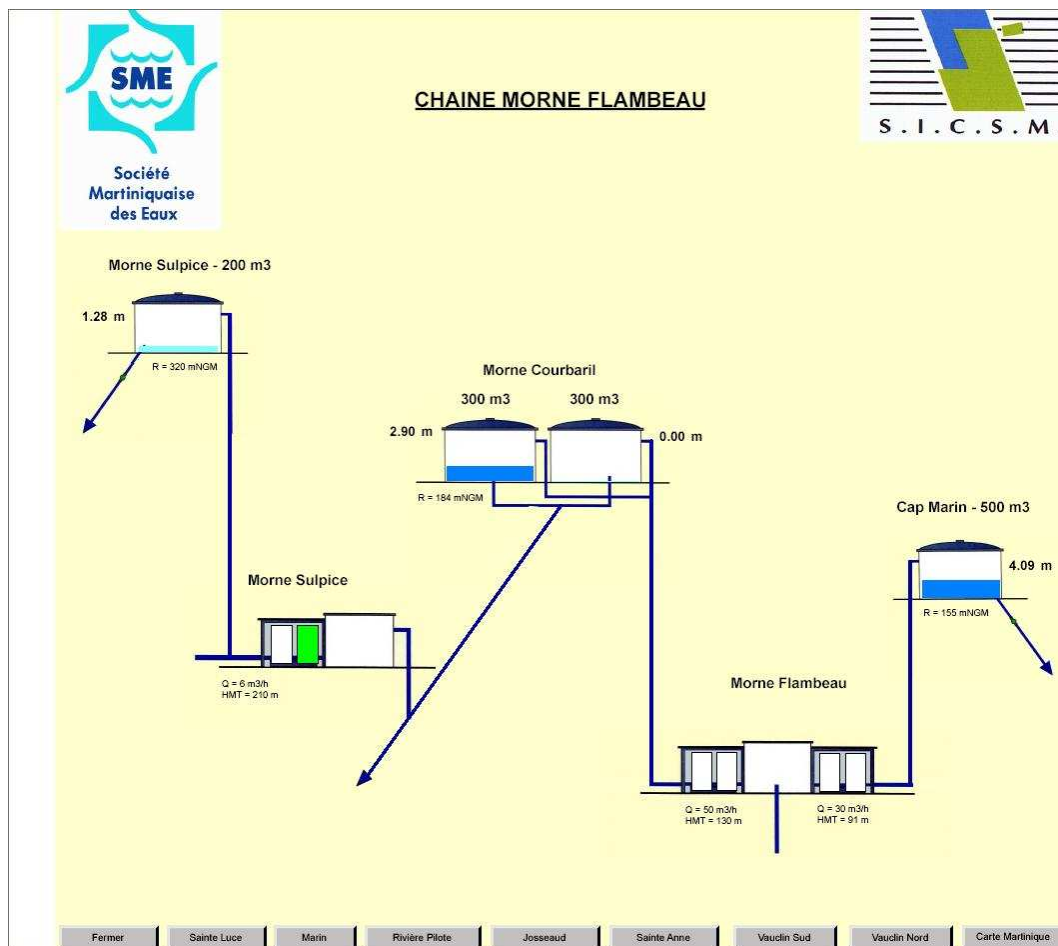 SME
Société
Martiniquaise
des Eaux
CHAINE MORNE FLAMBEAU
S.I.C.S.M
Morne Sulpice - 200 m3
1.28 m
R = 320 mNGM
Morne Courbaril
300 m3 300 m3
2.90 m
0.00 m
R = 184 mNGM
Cap Marin - 500 m3
4.09 m
R = 155mNGM
Morne Sulpice
Q = 6 m3/h
HMT = 210 m
Morne Flambeau
Q = 50 m3/h
HMT = 130 m
Q = 30 m3/h
HMT = 91 m
Fermer Sainte Luce Marin Rivière Pilote Josseaud Sainte Anne Vauclin Sud Vauclin Nord Carte Martinique